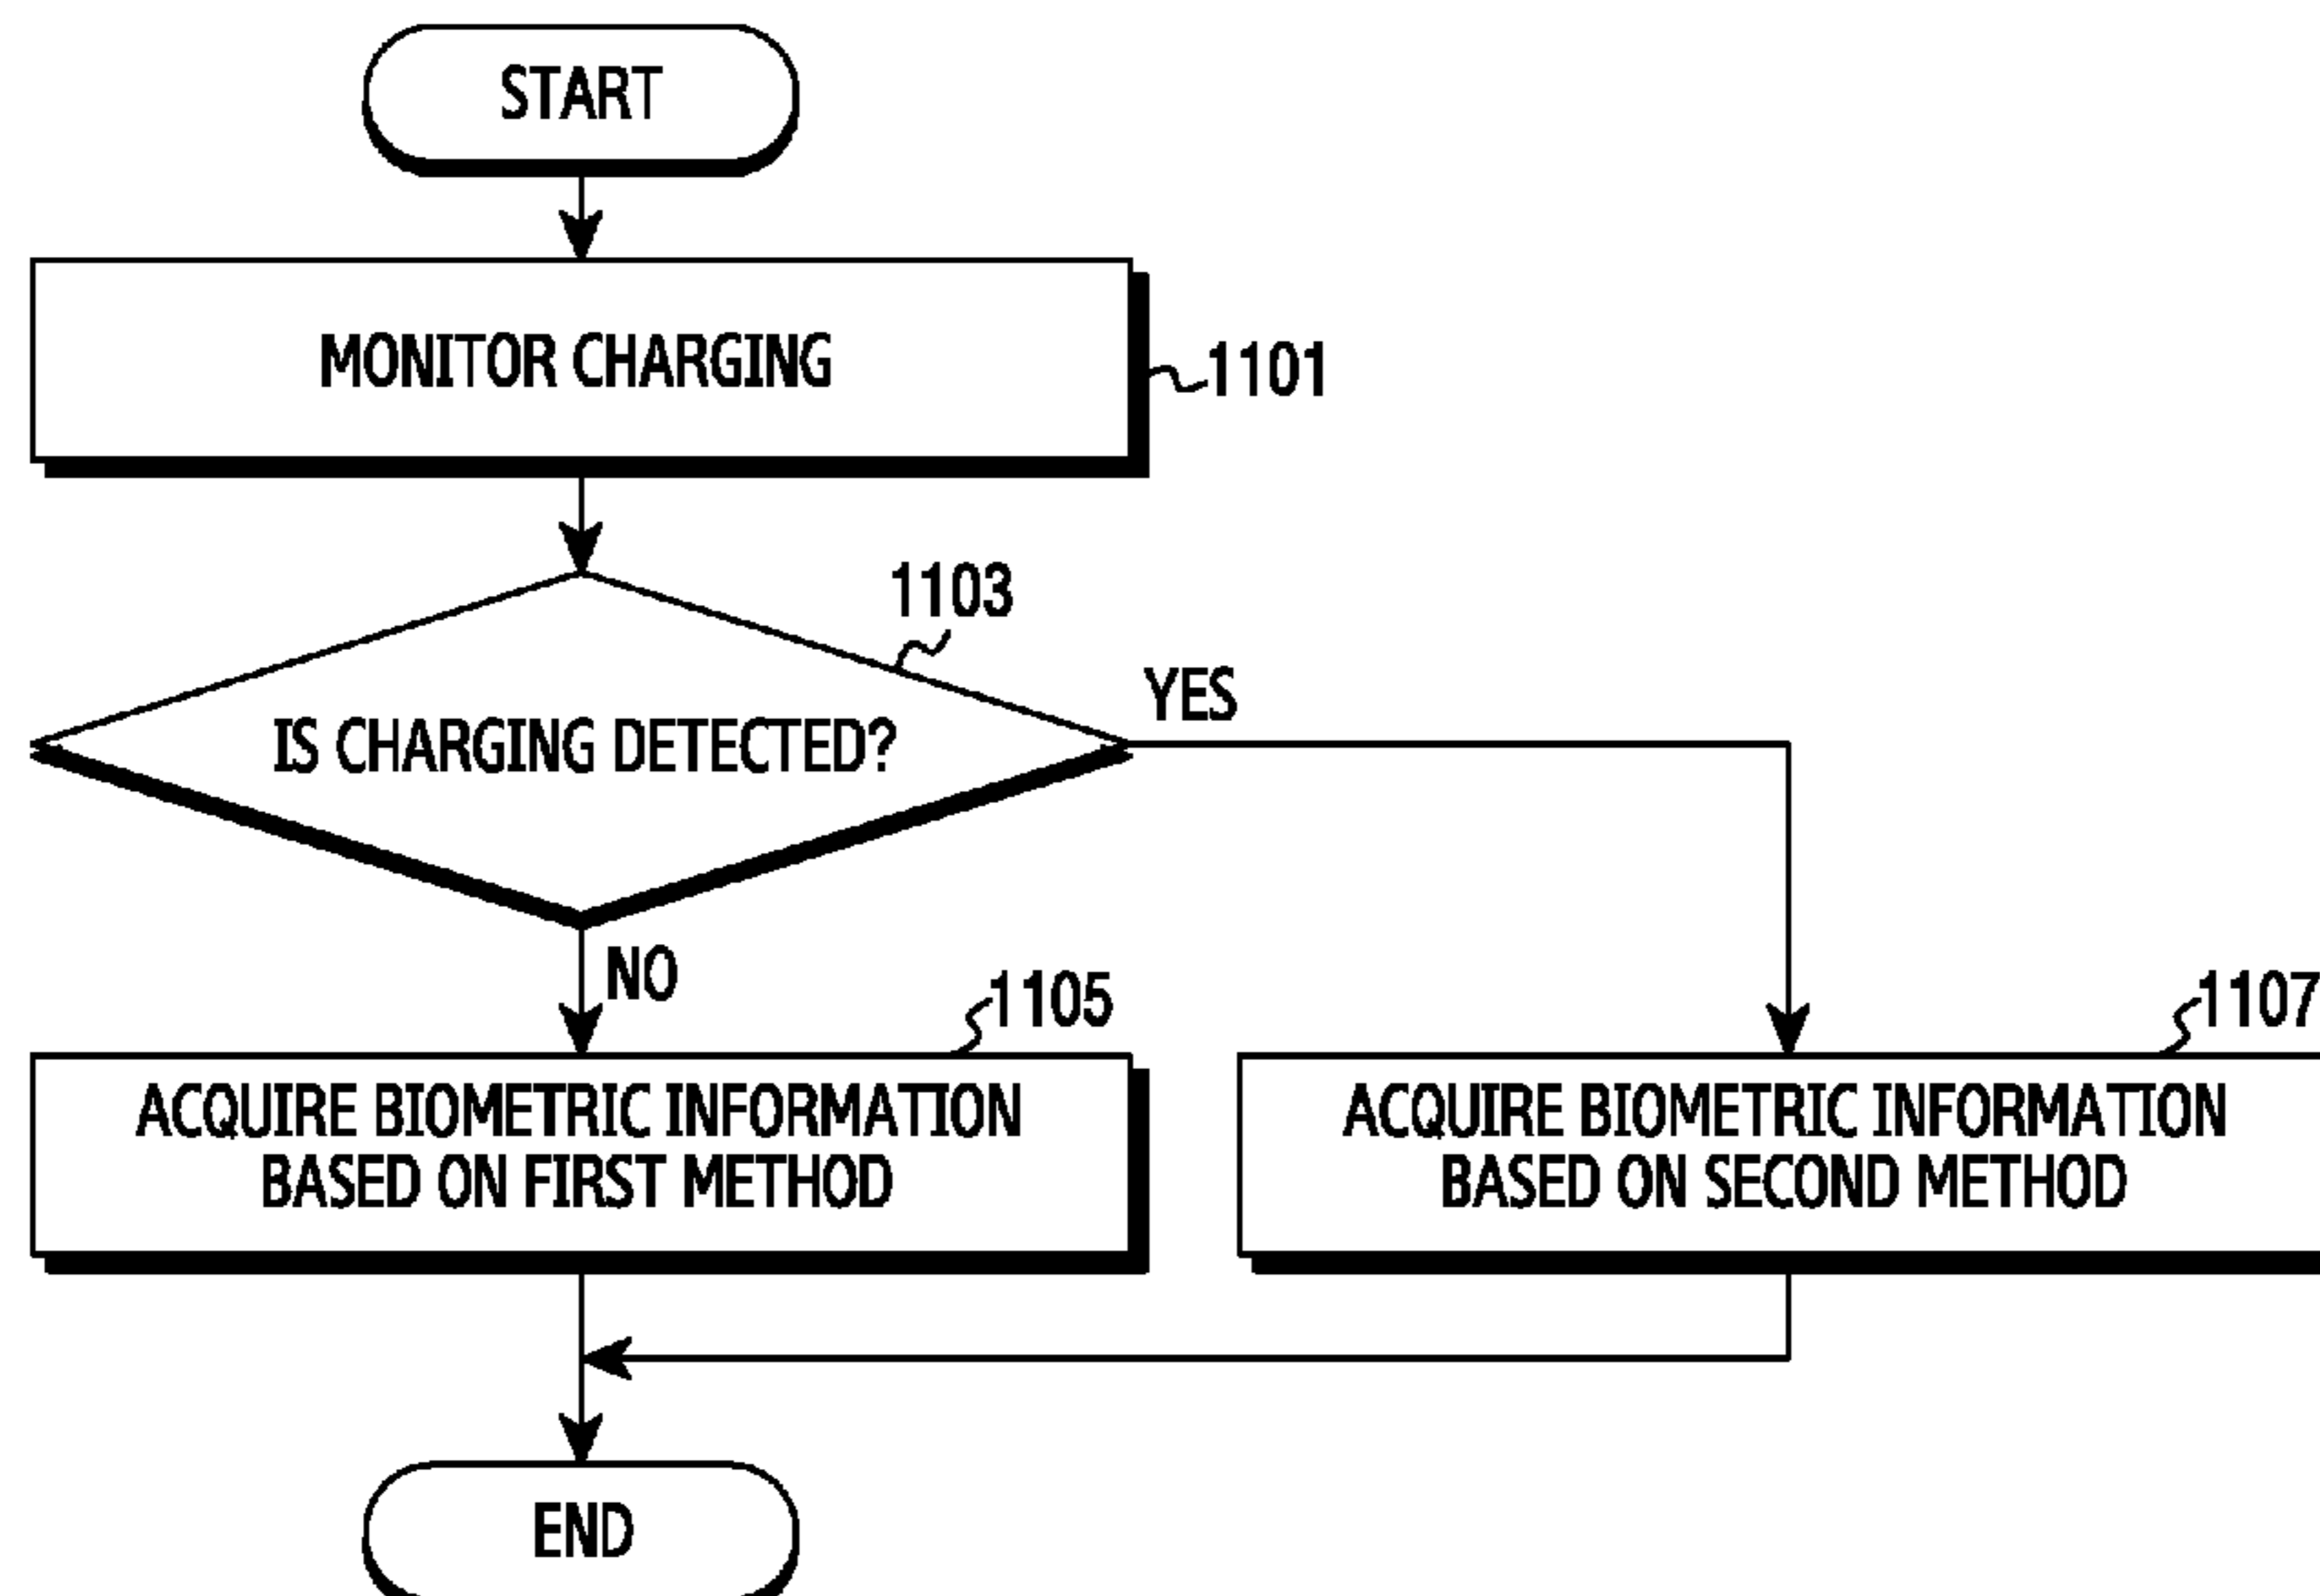 START
MONITOR CHARGING
1101
1103
IS CHARGING DETECTED?
YES
NO
1105
ACQUIRE BIOMETRIC INFORMATION
BASED ON FIRST METHOD
1107
ACQUIRE BIOMETRIC INFORMATION
BASED ON SECOND METHOD
END